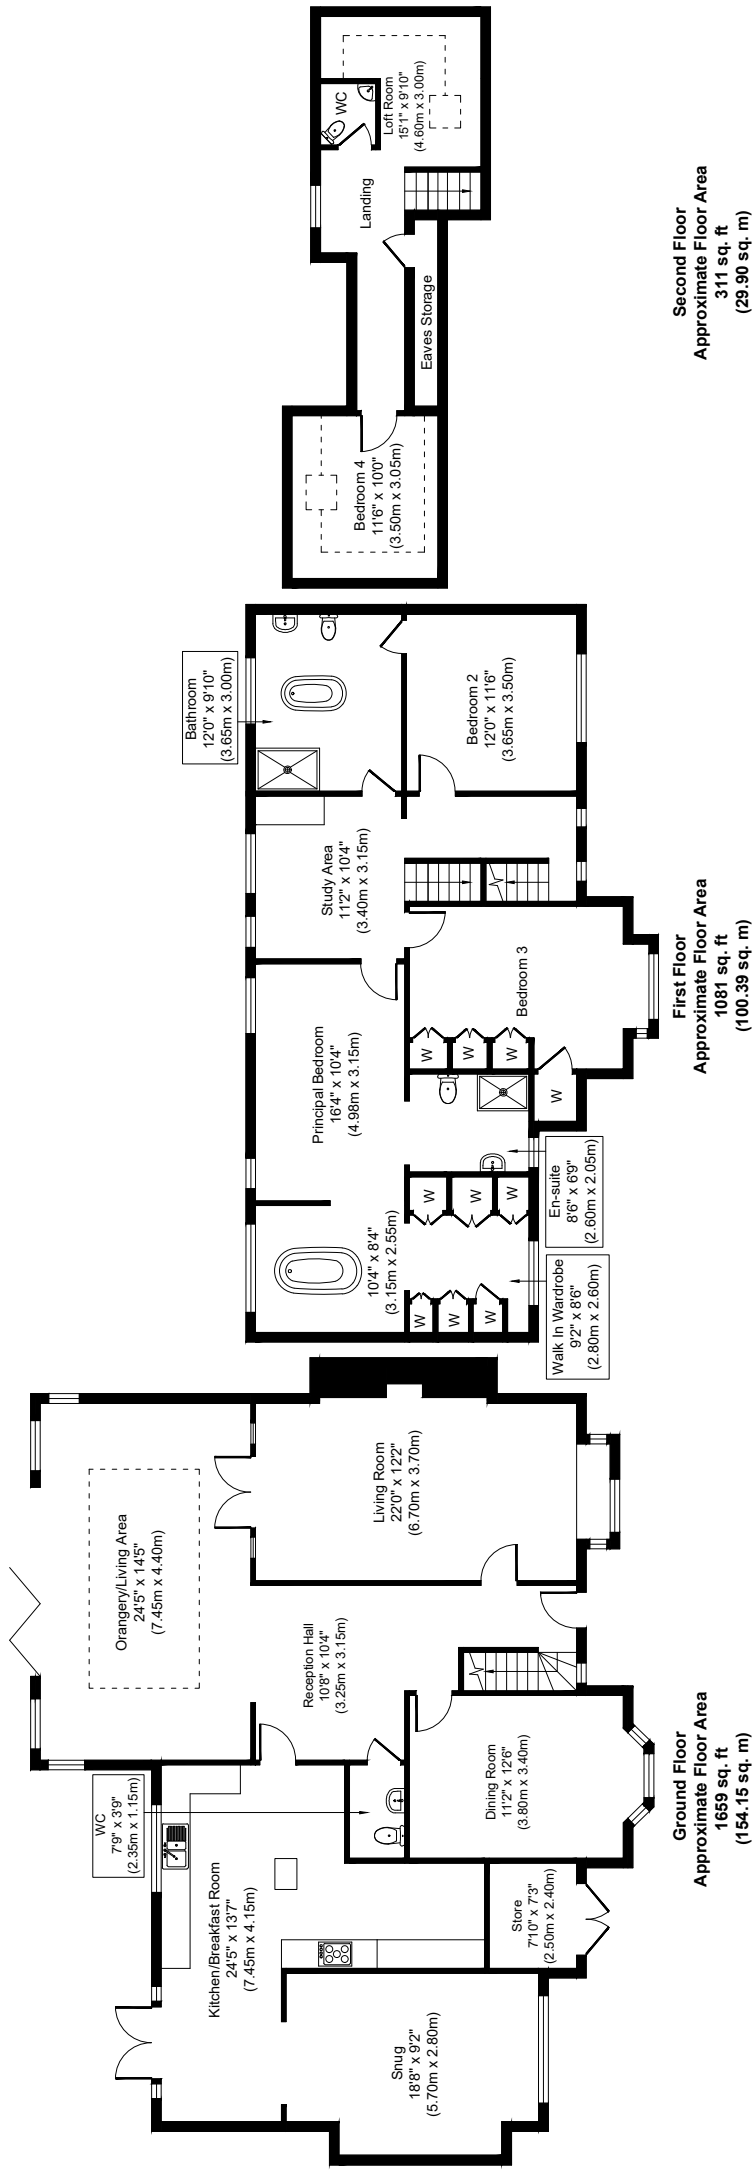 Orangery/Living Area
24'5" x 14'5"
(7.45m x 4.40m)
Living Room
22'0" x 12'2"
(6.70m x 3.70m)
Reception Hall
10'8" x 10'4"
(3.25m x 3.15m)
WC
7'9" x 3'9"
(2.35m x 1.15m)
Kitchen/Breakfast Room
24'5" x 13'7"
(7.45m x 4.15m)
Dining Room
11'2" x 12'6"
(3.80m x 3.40m)
Store
7'10" x 7'3"
(2.50m x 2.40m)
Snug
18'8" x 9'2"
(5.70m x 2.80m)
Ground Floor
Approximate Floor Area
1659 sq. ft
(154.15 sq. m)
Bathroom
12'0" x 9'10"
(3.65m x 3.00m)
Bedroom 2
12'0" x 11'6"
(3.65m x 3.50m)
Study Area
11'2" x 10'4"
(3.40m x 3.15m)
Bedroom 3
Principal Bedroom
16'4" x 10'4"
(4.98m x 3.15m)
W
W
W
W
10'4" x 8'4"
(3.15m x 2.55m)
W
W
W
W
W
W
En-suite
8'6" x 6'9"
(2.60m x 2.05m)
Walk In Wardrobe
9'2" x 8'6"
(2.80m x 2.60m)
First Floor
Approximate Floor Area
1081 sq. ft
(100.39 sq. m)
WC
Loft Room
15'1" x 9'10"
(4.60m x 3.00m)
Landing
Eaves Storage
Bedroom 4
11'6" x 10'0"
(3.50m x 3.05m)
Second Floor
Approximate Floor Area
311 sq. ft
(29.90 sq. m)